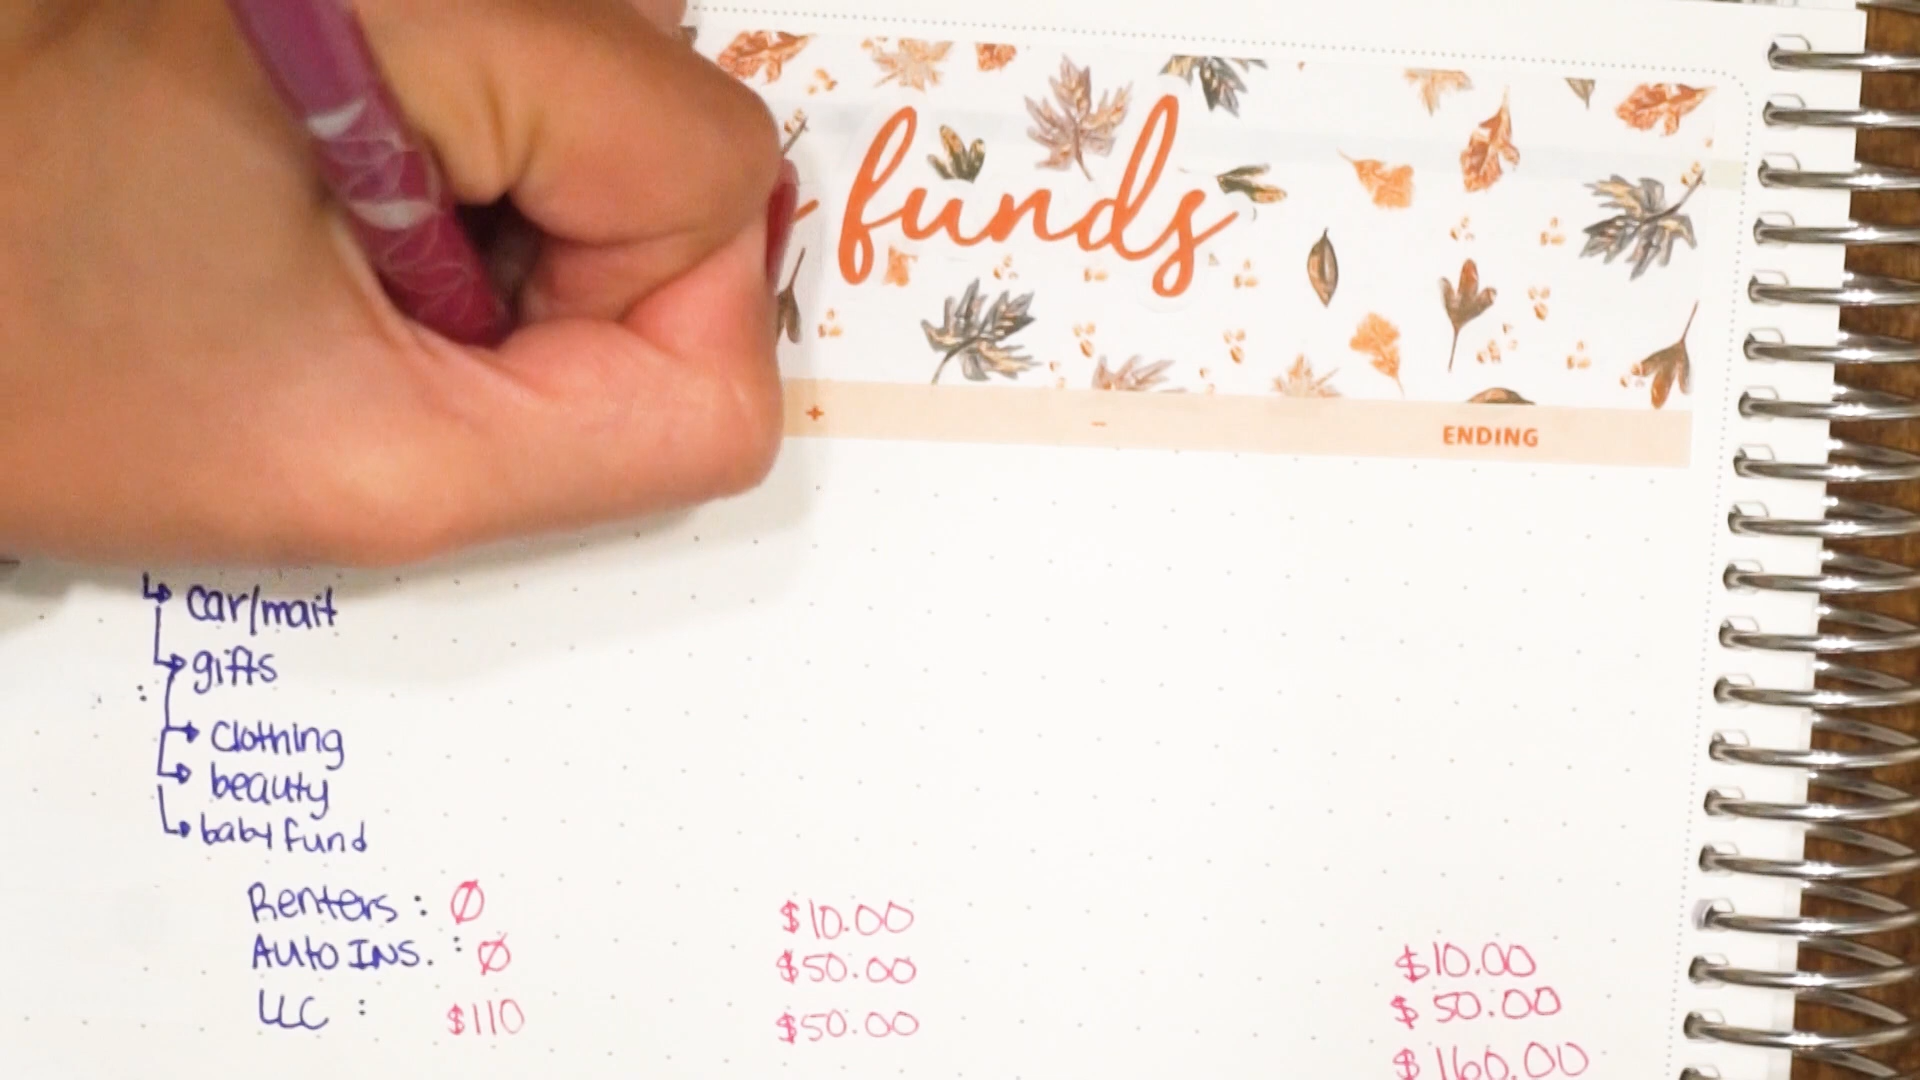 funds
+ - ENDING
car/mait
gifts
Clothing
beauty
baby fund
Renters: Ø $10.00 $10.00
Auto INS. : Ø $50.00 $50.00
LLC : $110 $50.00 $160.00